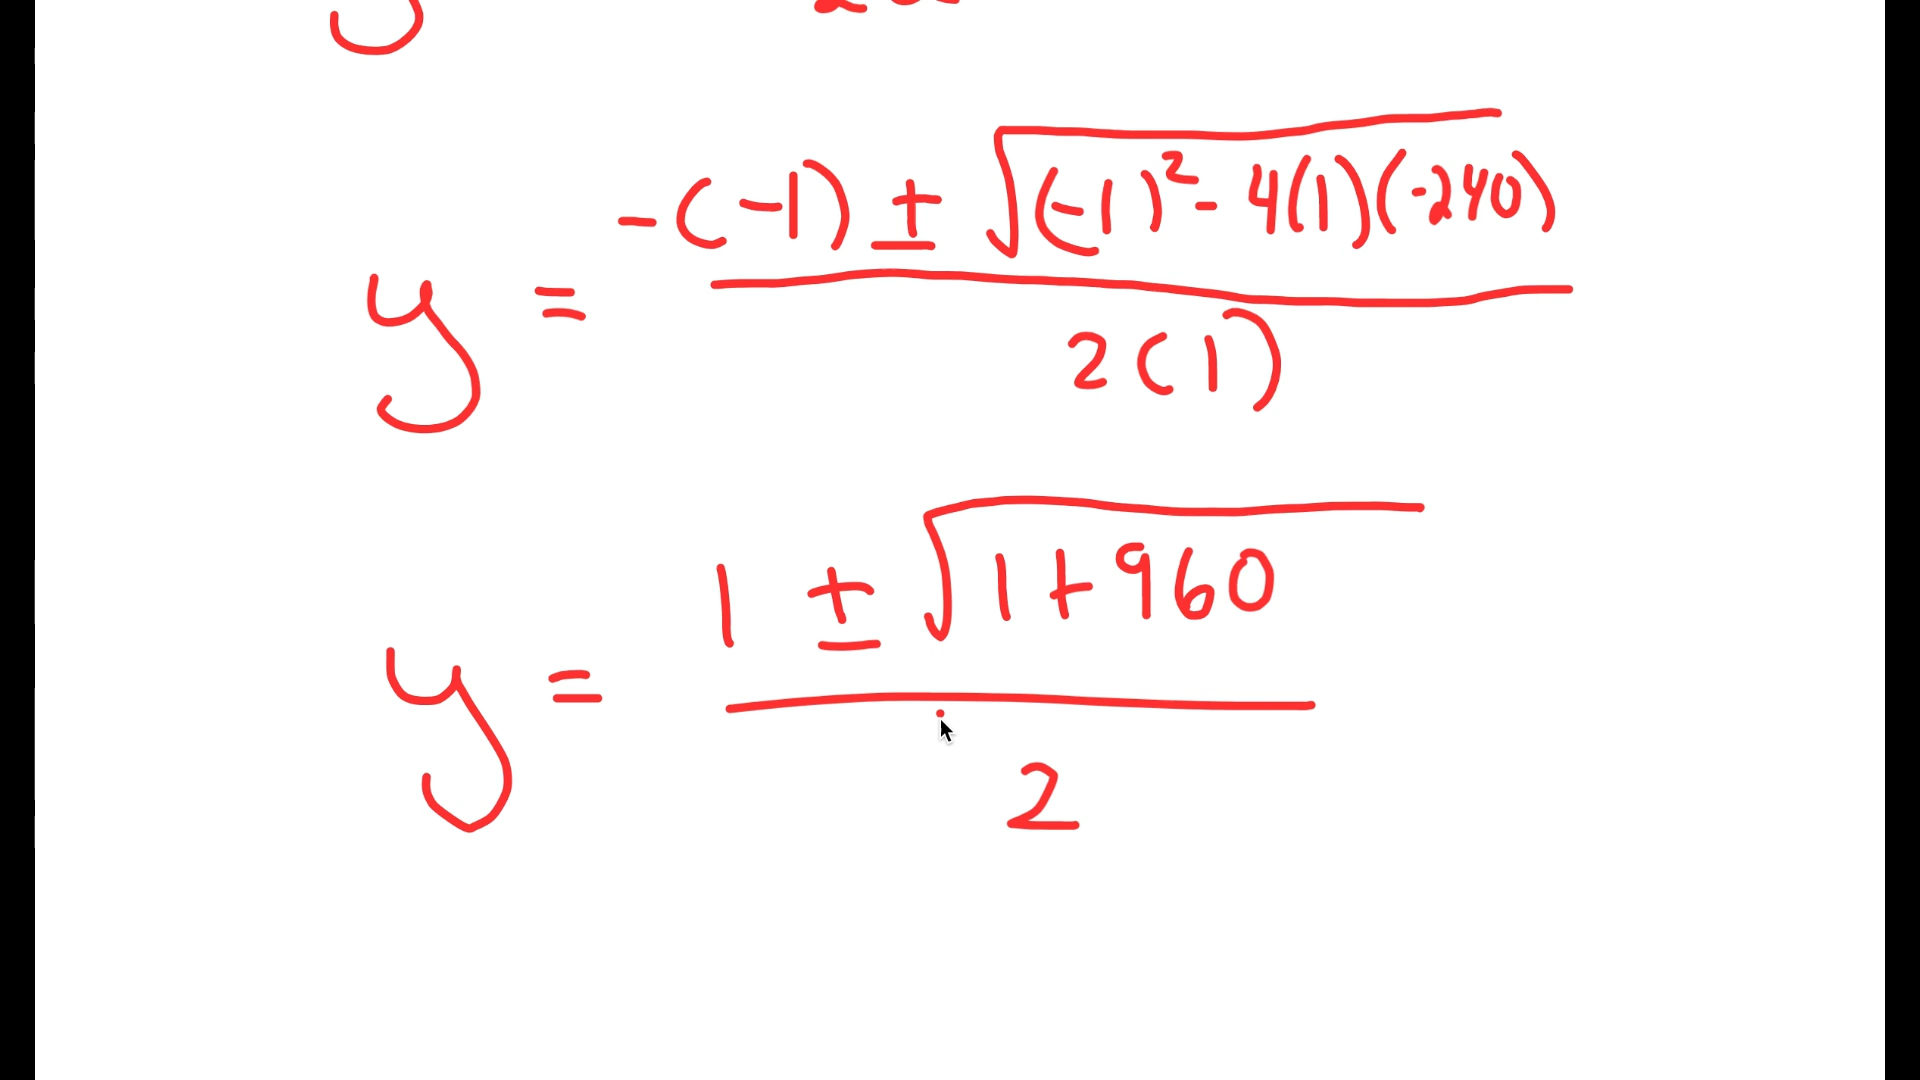 y = -(-1) ± √((-1)² - 4(1)(-240)) / 2(1)
y = 1 ± √(1+960) / 2